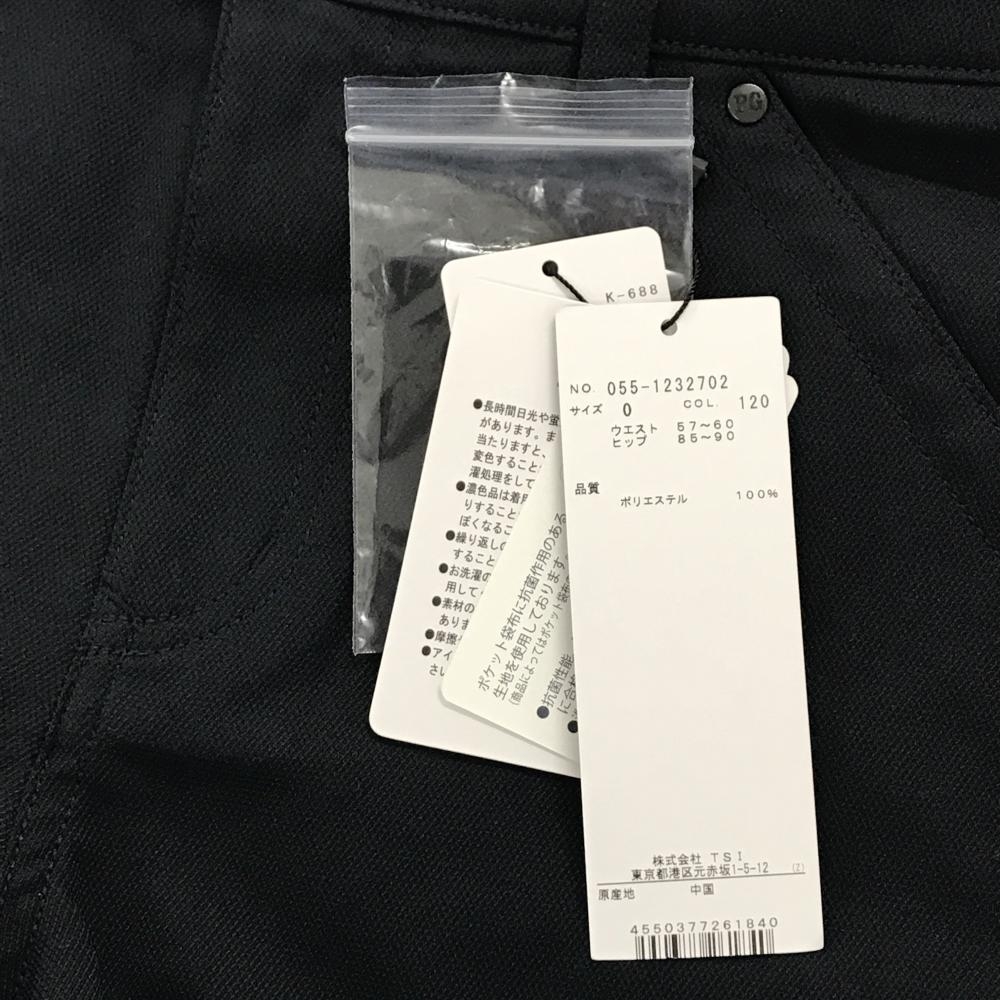 PG
K-688
●長時間日光や蛍
があります。ま
当たりますと、
変色すること
濯処理をして
●濃色品は着用
りすること
ぽくなるこ
●繰り返しの
すること
●お洗濯の
用して
●素材の
ありま
●摩擦
●アイ
さい
ポケット袋布に抗菌作用のある
生地を使用しております。
(商品によってはポケット袋布
●抗菌性能
に合
NO. 055-1232702
サイズ 0 COL. 120
ウエスト 57～60
ヒップ 85～90
品質
ポリエステル 100%
株式会社 TSI
東京都港区元赤坂1-5-12 (Z)
原産地 中国
4550377261840